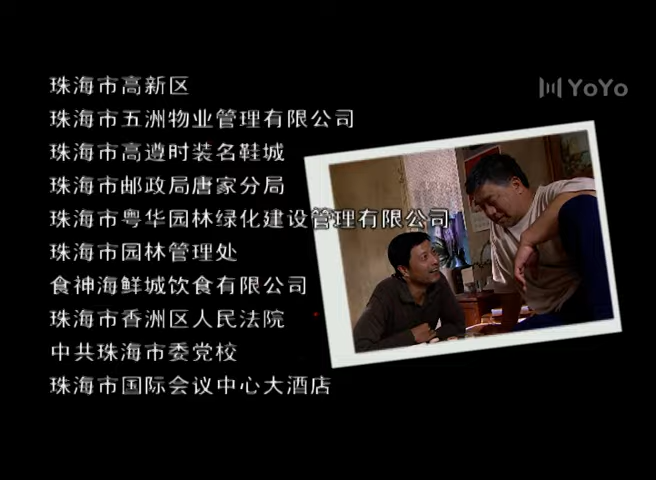 珠海市高新区
YoYo
珠海市五洲物业管理有限公司
珠海市高遵时装名鞋城
珠海市邮政局唐家分局
珠海市粤华园林绿化建设管理有限公司
珠海市园林管理处
食神海鲜城饮食有限公司
珠海市香洲区人民法院
中共珠海市委党校
珠海市国际会议中心大酒店